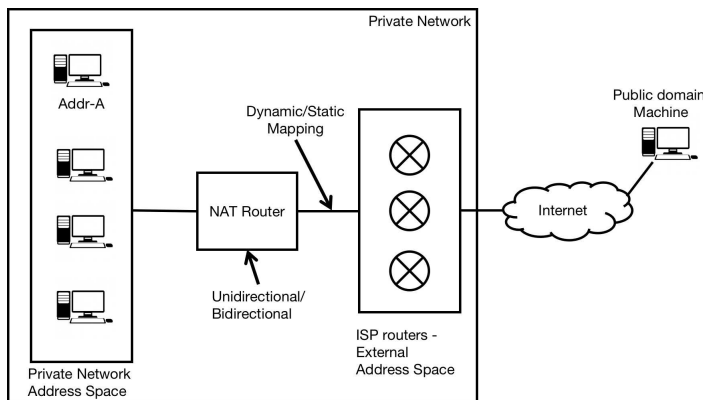 Private Network
Addr-A
Dynamic/Static
Mapping
Public domain
Machine
NAT Router
Internet
Unidirectional/
Bidirectional
ISP routers -
External
Address Space
Private Network
Address Space